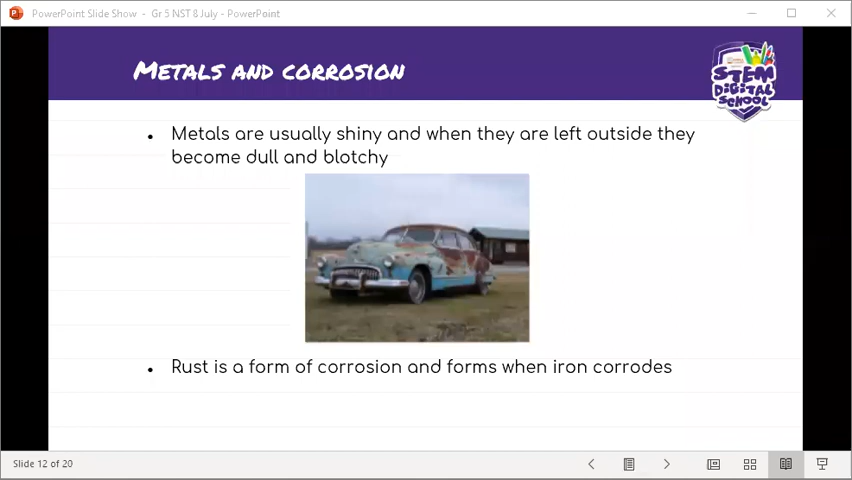 PowerPoint Slide Show - Gr 5 NST 8 July - PowerPoint
METALS AND CORROSION
STEM
DIGITAL
SCHOOL
• Metals are usually shiny and when they are left outside they
become dull and blotchy
• Rust is a form of corrosion and forms when iron corrodes
Slide 12 of 20